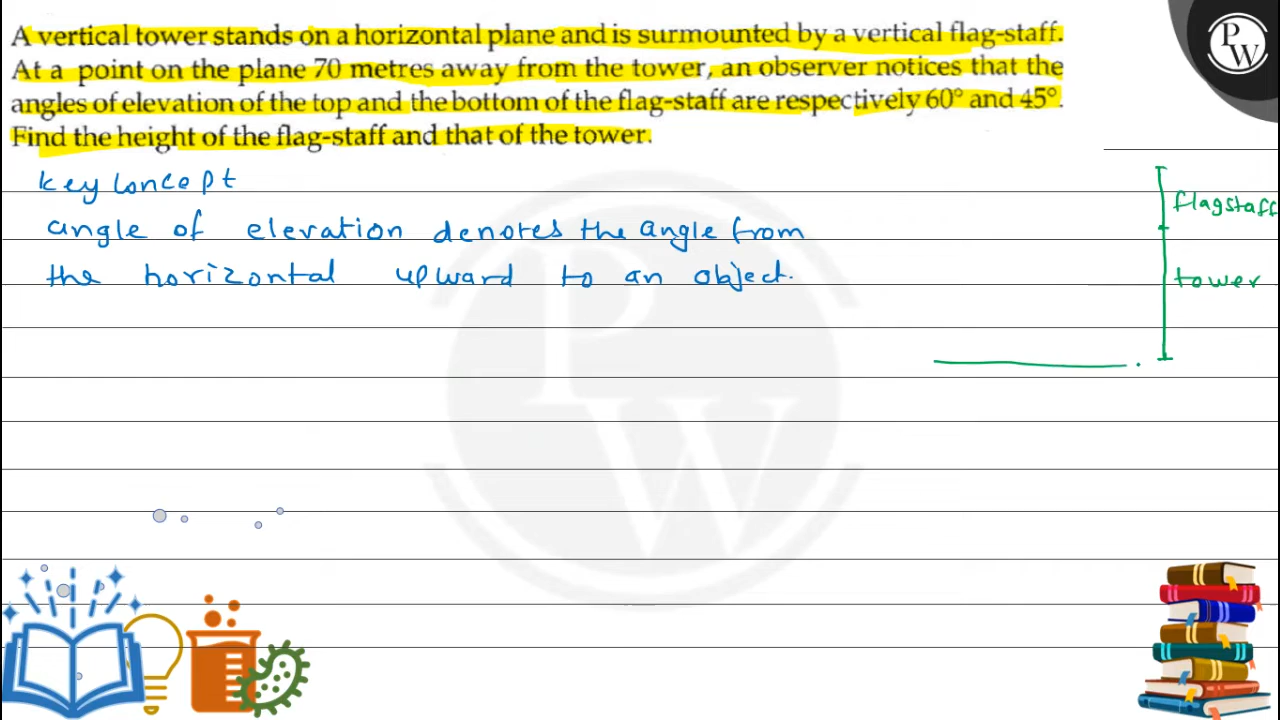 A vertical tower stands on a horizontal plane and is surmounted by a vertical flag-staff.
At a point on the plane 70 metres away from the tower, an observer notices that the
angles of elevation of the top and the bottom of the flag-staff are respectively 60° and 45°.
Find the height of the flag-staff and that of the tower.
key concept
angle of elevation denotes the angle from
the horizontal upward to an object.
flagstaff
tower
PW
PW